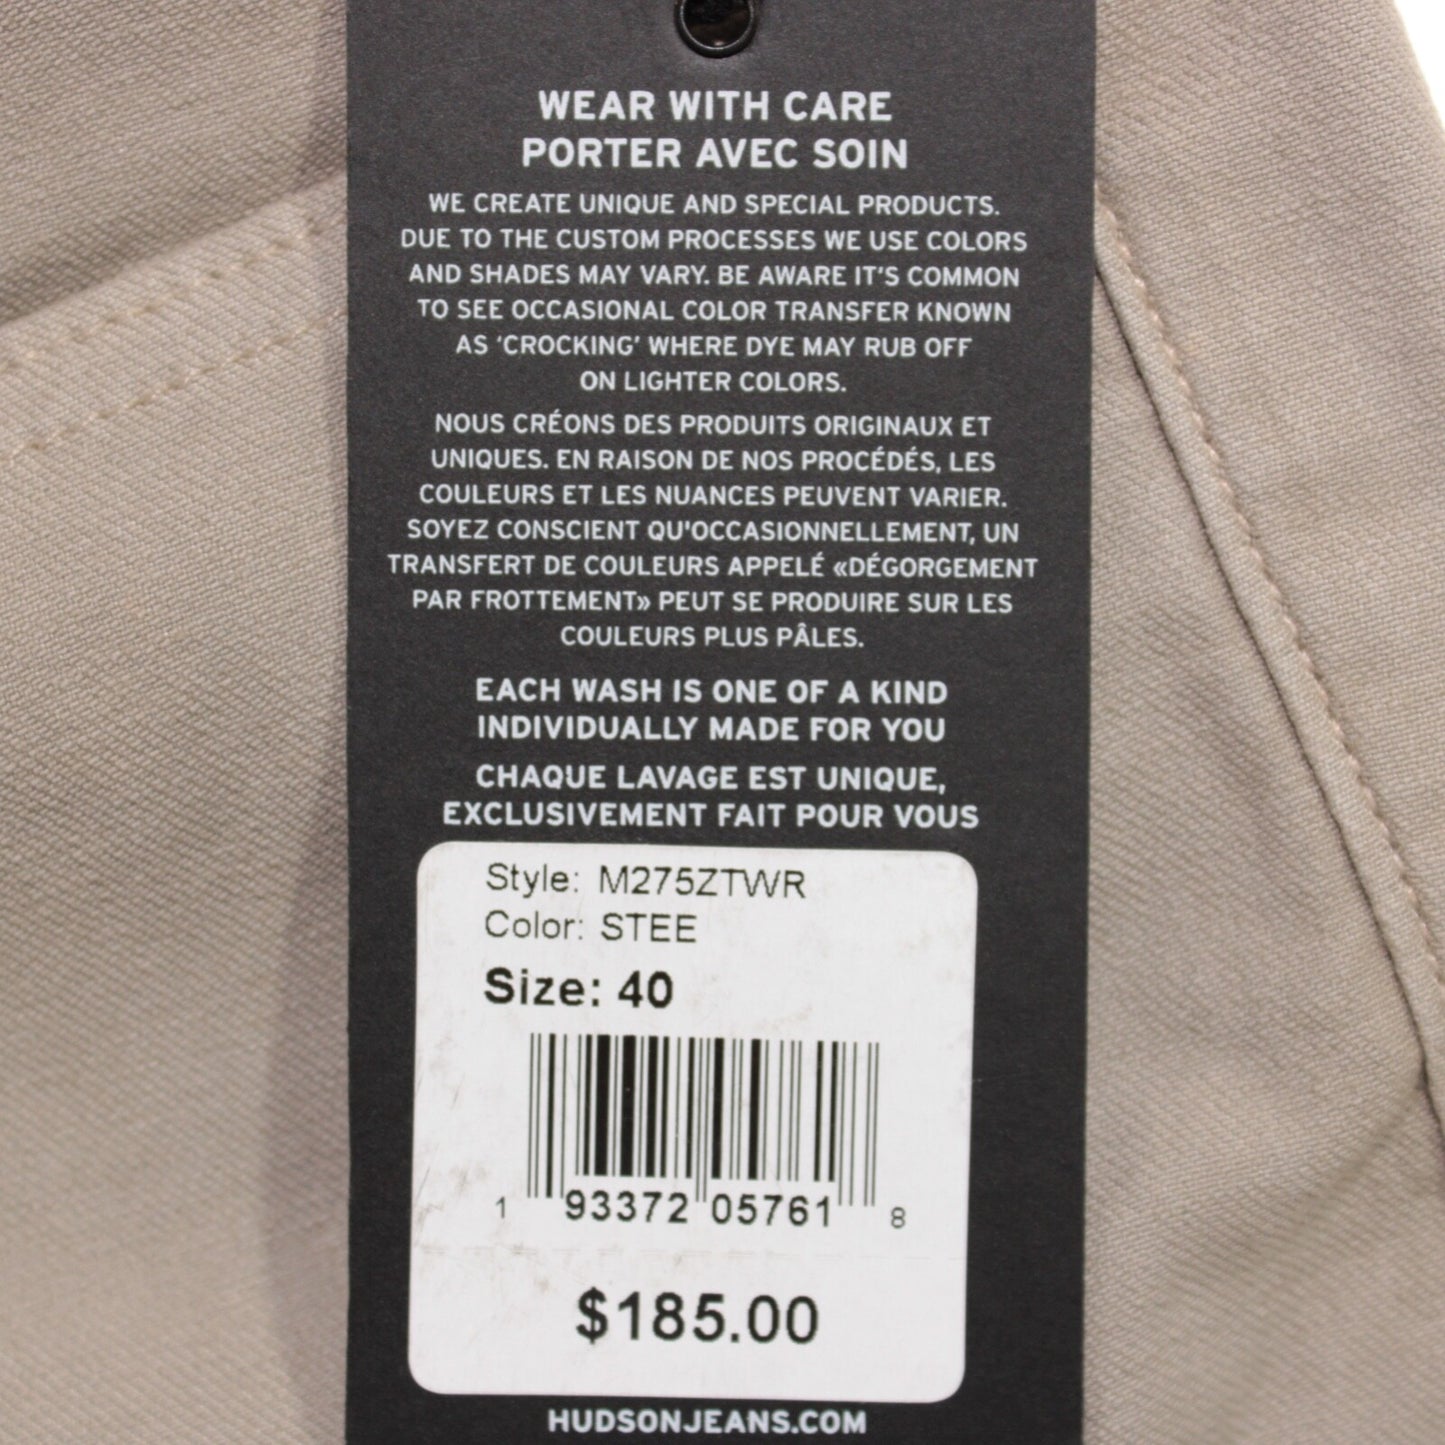 WEAR WITH CARE
PORTER AVEC SOIN
WE CREATE UNIQUE AND SPECIAL PRODUCTS.
DUE TO THE CUSTOM PROCESSES WE USE COLORS
AND SHADES MAY VARY. BE AWARE IT'S COMMON
TO SEE OCCASIONAL COLOR TRANSFER KNOWN
AS ‘CROCKING’ WHERE DYE MAY RUB OFF
ON LIGHTER COLORS.
NOUS CRÉONS DES PRODUITS ORIGINAUX ET
UNIQUES. EN RAISON DE NOS PROCÉDÉS, LES
COULEURS ET LES NUANCES PEUVENT VARIER.
SOYEZ CONSCIENT QU'OCCASIONNELLEMENT, UN
TRANSFERT DE COULEURS APPELÉ «DÉGORGEMENT
PAR FROTTEMENT» PEUT SE PRODUIRE SUR LES
COULEURS PLUS PÂLES.
EACH WASH IS ONE OF A KIND
INDIVIDUALLY MADE FOR YOU
CHAQUE LAVAGE EST UNIQUE,
EXCLUSIVEMENT FAIT POUR VOUS
Style: M275ZTWR
Color: STEE
Size: 40
1 93372 05761 8
$185.00
HUDSONJEANS.COM